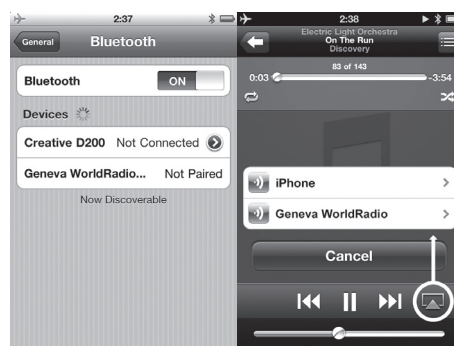 2:37
General
Bluetooth
Bluetooth ON
Devices
Creative D200 Not Connected
Geneva WorldRadio... Not Paired
Now Discoverable
2:38
Electric Light Orchestra
On The Run
Discovery
83 of 143
0:03 -3:54
iPhone
Geneva WorldRadio
Cancel